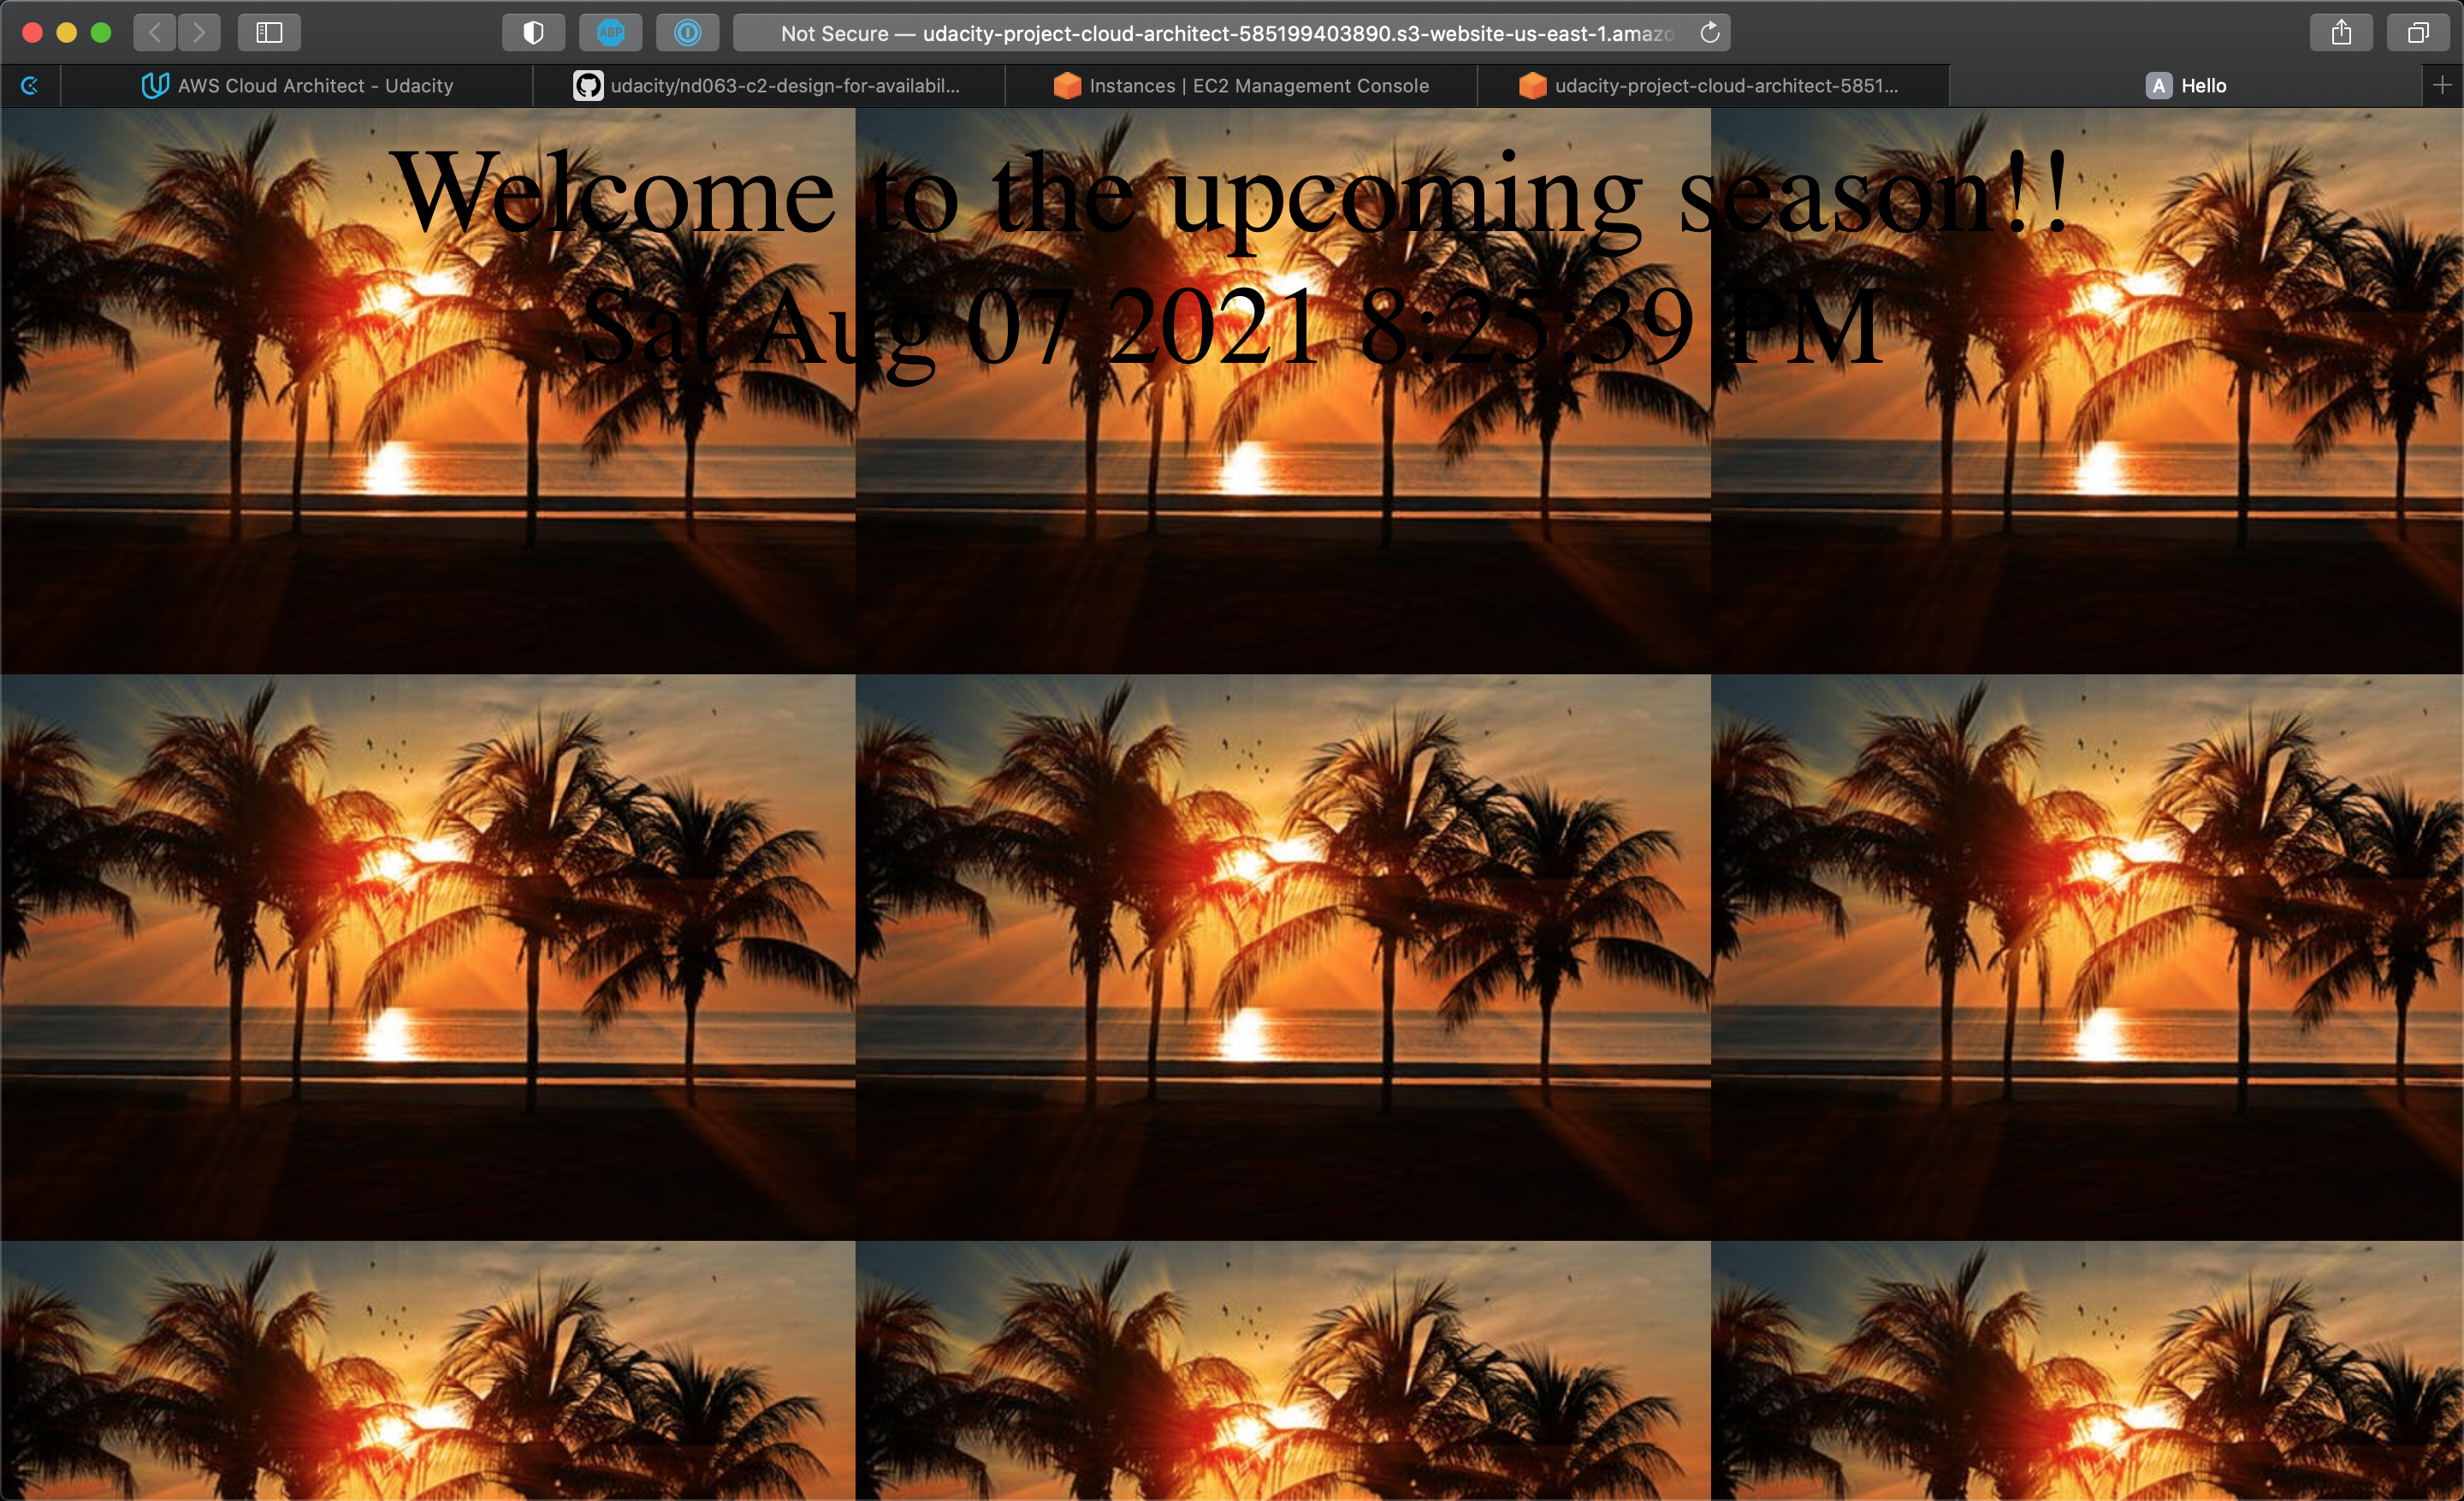 Not Secure — udacity-project-cloud-architect-585199403890.s3-website-us-east-1.amazo
AWS Cloud Architect - Udacity
udacity/nd063-c2-design-for-availabil...
Instances | EC2 Management Console
udacity-project-cloud-architect-5851...
A Hello
ABP
Welcome to the upcoming season!!
Sat Aug 07 2021 8:25:39 PM